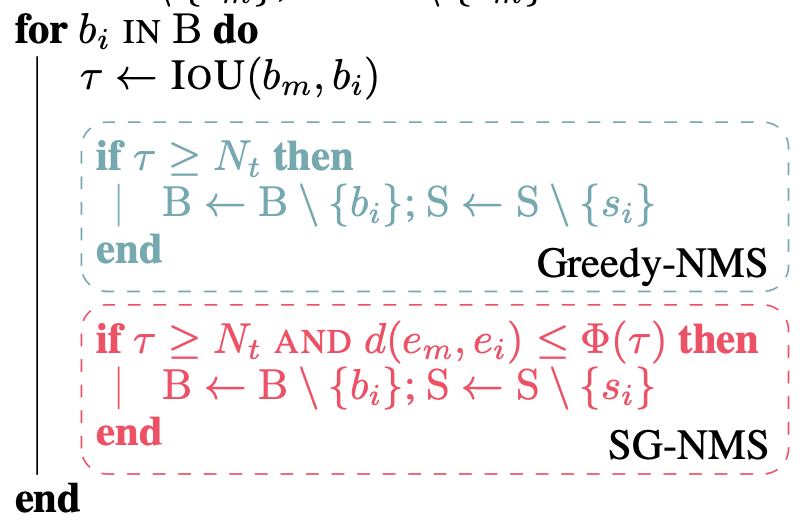 for b_i IN B do
τ ← IoU(b_m, b_i)
if τ ≥ N_t then
B ← B \ {b_i}; S ← S \ {s_i}
end
Greedy-NMS
if τ ≥ N_t AND d(e_m, e_i) ≤ Φ(τ) then
B ← B \ {b_i}; S ← S \ {s_i}
end
SG-NMS
end